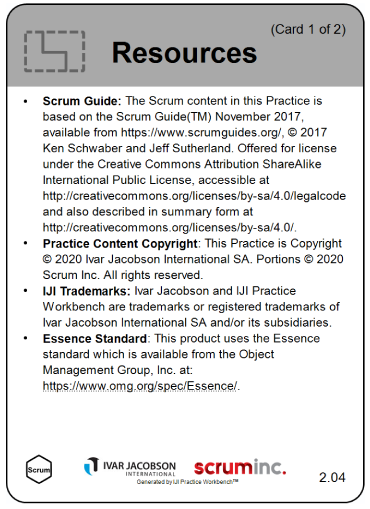 (Card 1 of 2)
Resources
• Scrum Guide: The Scrum content in this Practice is
based on the Scrum Guide(TM) November 2017,
available from https://www.scrumguides.org/, © 2017
Ken Schwaber and Jeff Sutherland. Offered for license
under the Creative Commons Attribution ShareAlike
International Public License, accessible at
http://creativecommons.org/licenses/by-sa/4.0/legalcode
and also described in summary form at
http://creativecommons.org/licenses/by-sa/4.0/.
• Practice Content Copyright: This Practice is Copyright
© 2020 Ivar Jacobson International SA. Portions © 2020
Scrum Inc. All rights reserved.
• IJI Trademarks: Ivar Jacobson and IJI Practice
Workbench are trademarks or registered trademarks of
Ivar Jacobson International SA and/or its subsidiaries.
• Essence Standard: This product uses the Essence
standard which is available from the Object
Management Group, Inc. at:
https://www.omg.org/spec/Essence/.
Scrum
IVAR JACOBSON
INTERNATIONAL
scruminc.
Generated by IJI Practice Workbench™
2.04